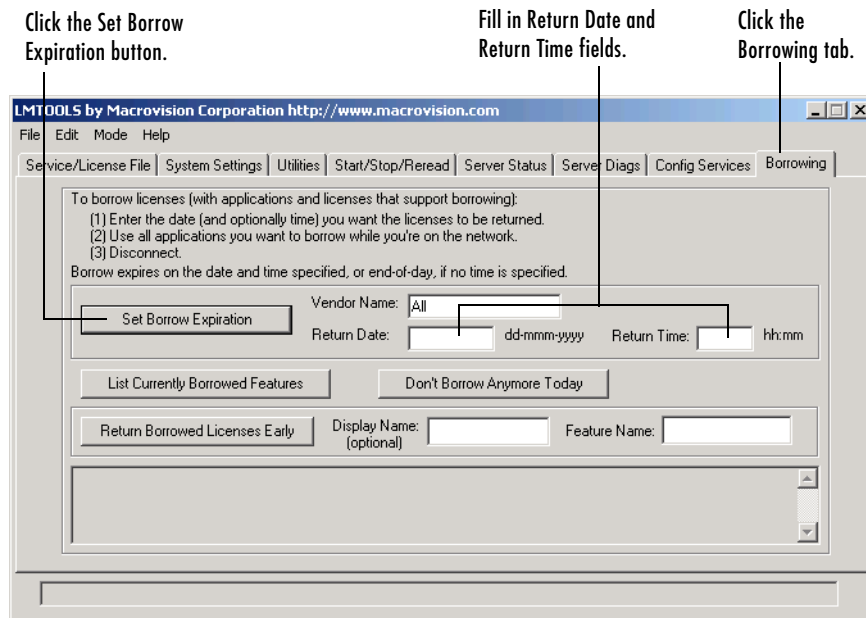 Click the Set Borrow
Expiration button.
Fill in Return Date and
Return Time fields.
Click the
Borrowing tab.
LMTOOLS by Macrovision Corporation http://www.macrovision.com
File Edit Mode Help
Service/License File System Settings Utilities Start/Stop/Reread Server Status Server Diags Config Services Borrowing
To borrow licenses (with applications and licenses that support borrowing):
(1) Enter the date (and optionally time) you want the licenses to be returned.
(2) Use all applications you want to borrow while you're on the network.
(3) Disconnect.
Borrow expires on the date and time specified, or end-of-day, if no time is specified.
Set Borrow Expiration
Vendor Name: All
Return Date: dd-mmm-yyyy Return Time: hh:mm
List Currently Borrowed Features Don't Borrow Anymore Today
Return Borrowed Licenses Early Display Name: Feature Name:
(optional)